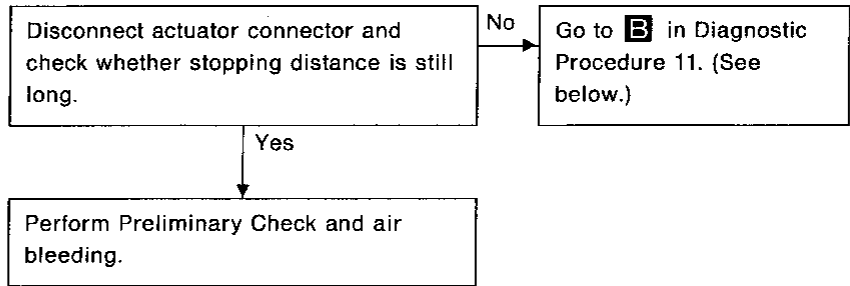 Disconnect actuator connector and
check whether stopping distance is still
long.
No
Go to B in Diagnostic
Procedure 11. (See
below.)
Yes
Perform Preliminary Check and air
bleeding.